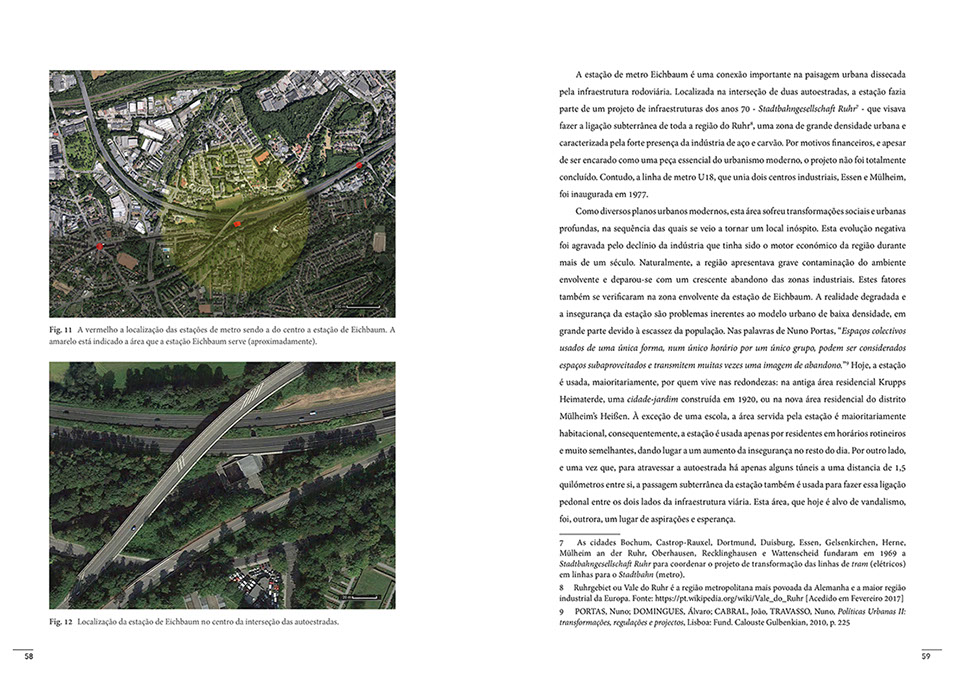 Fig. 11 A vermelho a localização das estações de metro sendo a do centro a estação de Eichbaum. A
amarelo está indicado a área que a estação Eichbaum serve (aproximadamente).
Fig. 12 Localização da estação de Eichbaum no centro da interseção das autoestradas.
58
A estação de metro Eichbaum é uma conexão importante na paisagem urbana dissecada
pela infraestrutura rodoviária. Localizada na interseção de duas autoestradas, a estação fazia
parte de um projeto de infraestruturas dos anos 70 - Stadtbahngesellschaft Ruhr⁷ - que visava
fazer a ligação subterrânea de toda a região do Ruhr⁸, uma zona de grande densidade urbana e
caracterizada pela forte presença da indústria de aço e carvão. Por motivos financeiros, e apesar
de ser encarado como uma peça essencial do urbanismo moderno, o projeto não foi totalmente
concluído. Contudo, a linha de metro U18, que unia dois centros industriais, Essen e Mülheim,
foi inaugurada em 1977.
Como diversos planos urbanos modernos, esta área sofreu transformações sociais e urbanas
profundas, na sequência das quais se veio a tornar um local inóspito. Esta evolução negativa
foi agravada pelo declínio da indústria que tinha sido o motor económico da região durante
mais de um século. Naturalmente, a região apresentava grave contaminação do ambiente
envolvente e deparou-se com um crescente abandono das zonas industriais. Estes fatores
também se verificaram na zona envolvente da estação de Eichbaum. A realidade degradada e
a insegurança da estação são problemas inerentes ao modelo urbano de baixa densidade, em
grande parte devido à escassez da população. Nas palavras de Nuno Portas, "Espaços colectivos
usados de uma única forma, num único horário por um único grupo, podem ser considerados
espaços subaproveitados e transmitem muitas vezes uma imagem de abandono."⁹ Hoje, a estação
é usada, maioritariamente, por quem vive nas redondezas: na antiga área residencial Krupps
Heimaterde, uma cidade-jardim construída em 1920, ou na nova área residencial do distrito
Mülheim's Heißen. À exceção de uma escola, a área servida pela estação é maioritariamente
habitacional, consequentemente, a estação é usada apenas por residentes em horários rotineiros
e muito semelhantes, dando lugar a um aumento da insegurança no resto do dia. Por outro lado,
e uma vez que, para atravessar a autoestrada há apenas alguns túneis a uma distancia de 1,5
quilómetros entre si, a passagem subterrânea da estação também é usada para fazer essa ligação
pedonal entre os dois lados da infraestrutura viária. Esta área, que hoje é alvo de vandalismo,
foi, outrora, um lugar de aspirações e esperança.
7 As cidades Bochum, Castrop-Rauxel, Dortmund, Duisburg, Essen, Gelsenkirchen, Herne,
Mülheim an der Ruhr, Oberhausen, Recklinghausen e Wattenscheid fundaram em 1969 a
Stadtbahngesellschaft Ruhr para coordenar o projeto de transformação das linhas de tram (elétricos)
em linhas para o Stadtbahn (metro).
8 Ruhrgebiet ou Vale do Ruhr é a região metropolitana mais povoada da Alemanha e a maior região
industrial da Europa. Fonte: https://pt.wikipedia.org/wiki/Vale_do_Ruhr [Acedido em Fevereiro 2017]
9 PORTAS, Nuno; DOMINGUES, Álvaro; CABRAL, João, TRAVASSO, Nuno, Políticas Urbanas II:
transformações, regulações e projectos, Lisboa: Fund. Calouste Gulbenkian, 2010, p. 225
59